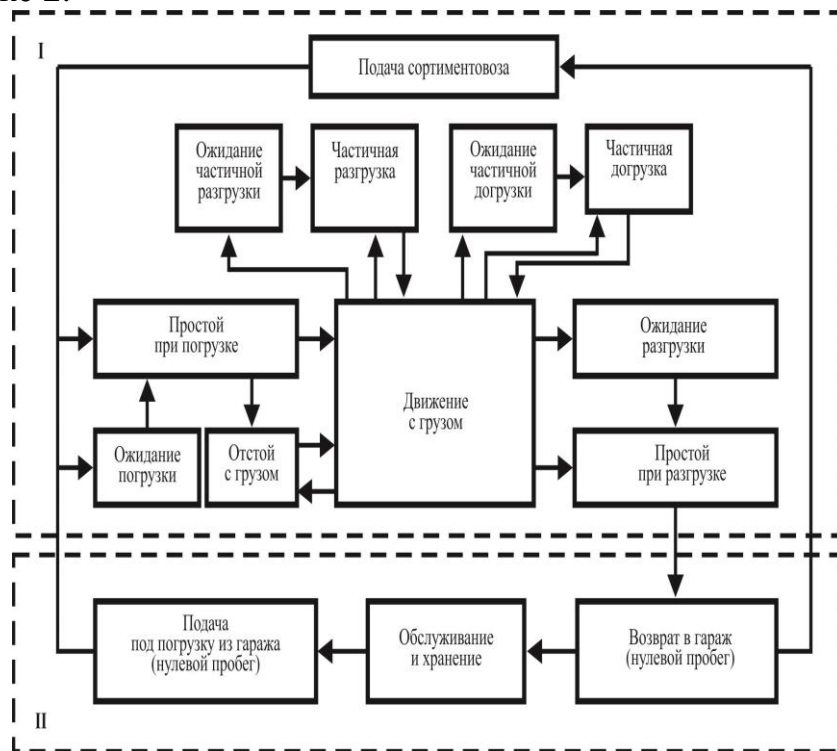 I
Подача сортиментовоза
Ожидание
частичной
разгрузки
Частичная
разгрузка
Ожидание
частичной
догрузки
Частичная
догрузка
Простой
при погрузке
Ожидание
погрузки
Отстой
с грузом
Движение
с грузом
Ожидание
разгрузки
Простой
при разгрузке
Подача
под погрузку из гаража
(нулевой пробег)
Обслуживание
и хранение
Возврат в гараж
(нулевой пробег)
II